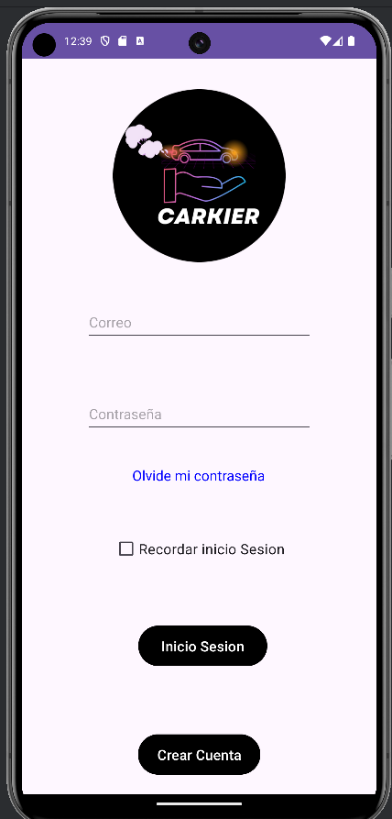 12:39
CARKIER
Correo
Contraseña
Olvide mi contraseña
Recordar inicio Sesion
Inicio Sesion
Crear Cuenta